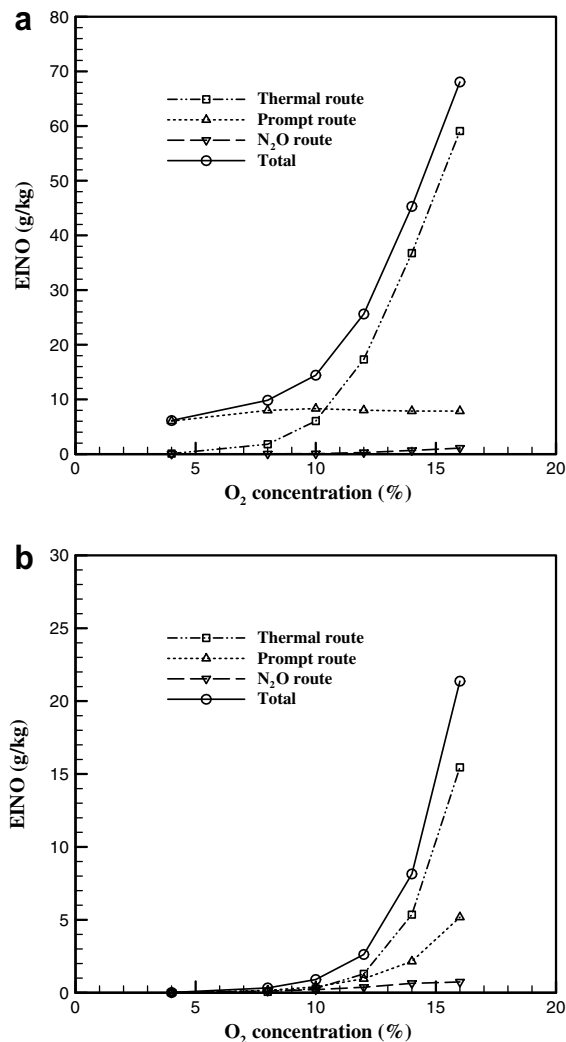 a
80
70
60
50
40
30
20
10
0
EINO (g/kg)
Thermal route
Prompt route
N₂O route
Total
0 5 10 15 20
O₂ concentration (%)
b
30
25
20
15
10
5
0
EINO (g/kg)
Thermal route
Prompt route
N₂O route
Total
0 5 10 15 20
O₂ concentration (%)